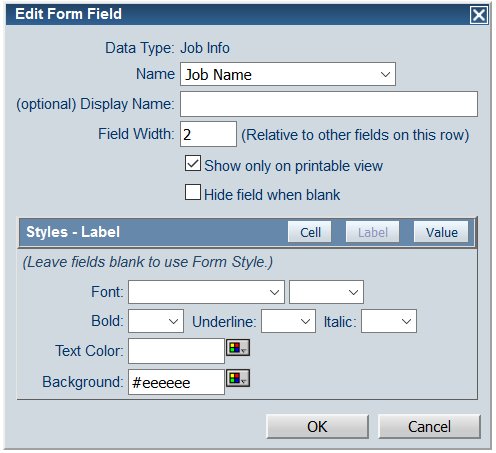 Edit Form Field
Data Type: Job Info
Name Job Name
(optional) Display Name:
Field Width: 2 (Relative to other fields on this row)
Show only on printable view
Hide field when blank
Styles - Label Cell Label Value
(Leave fields blank to use Form Style.)
Font:
Bold: Underline: Italic:
Text Color:
Background: #eeeeee
OK Cancel